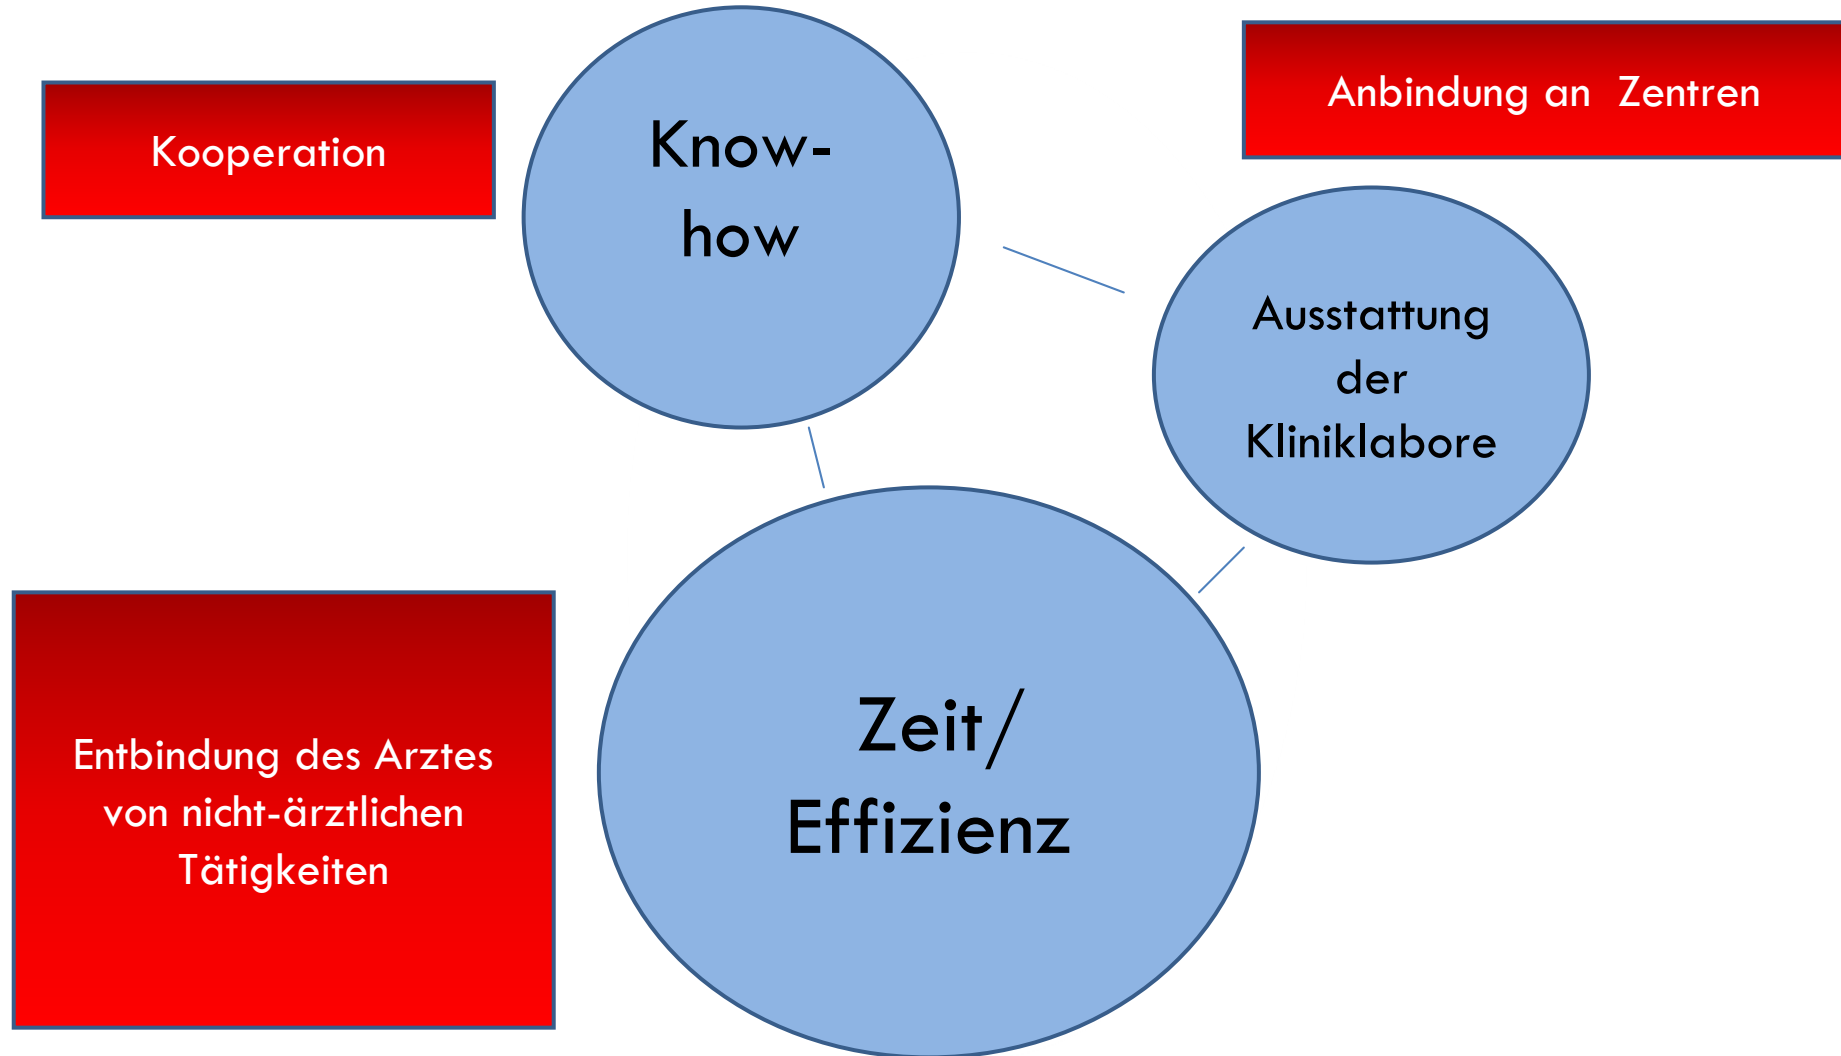 Kooperation
Know-
how
Anbindung an  Zentren
Ausstattung
der
Kliniklabore
Entbindung des Arztes
von nicht-ärztlichen
Tätigkeiten
Zeit/
Effizienz